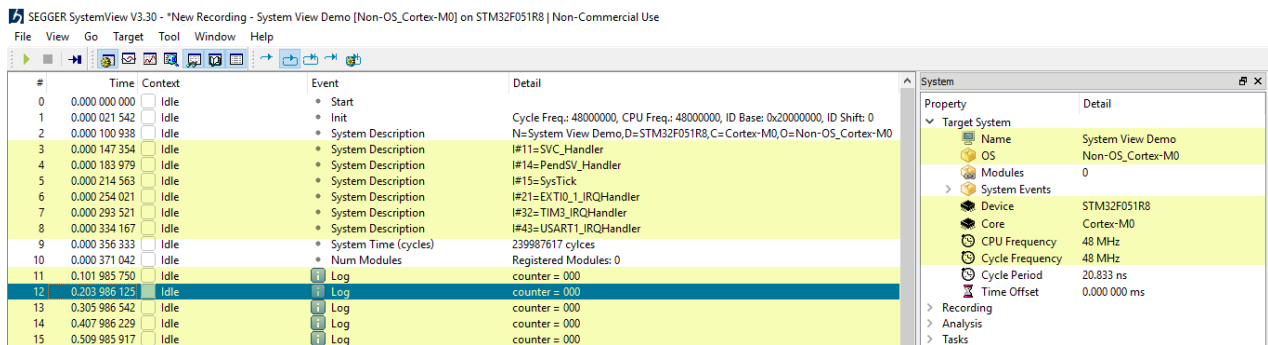 SEGGER SystemView V3.30 - *New Recording - System View Demo [Non-OS_Cortex-M0] on STM32F051R8 | Non-Commercial Use
File View Go Target Tool Window Help
# Time Context Event Detail
0 0.000 000 000 Idle Start
1 0.000 021 542 Idle Init Cycle Freq.: 48000000, CPU Freq.: 48000000, ID Base: 0x20000000, ID Shift: 0
2 0.000 100 938 Idle System Description N=System View Demo,D=STM32F051R8,C=Cortex-M0,O=Non-OS_Cortex-M0
3 0.000 147 354 Idle System Description I#11=SVC_Handler
4 0.000 183 979 Idle System Description I#14=PendSV_Handler
5 0.000 214 563 Idle System Description I#15=SysTick
6 0.000 254 021 Idle System Description I#21=EXTI0_1_IRQHandler
7 0.000 293 521 Idle System Description I#32=TIM3_IRQHandler
8 0.000 334 167 Idle System Description I#43=USART1_IRQHandler
9 0.000 356 333 Idle System Time (cycles) 239987617 cylces
10 0.000 371 042 Idle Num Modules Registered Modules: 0
11 0.101 985 750 Idle Log counter = 000
12 0.203 986 125 Idle Log counter = 000
13 0.305 986 542 Idle Log counter = 000
14 0.407 986 229 Idle Log counter = 000
15 0.509 985 917 Idle Log counter = 000
System
Property Detail
Target System
Name System View Demo
OS Non-OS_Cortex-M0
Modules 0
System Events
Device STM32F051R8
Core Cortex-M0
CPU Frequency 48 MHz
Cycle Frequency 48 MHz
Cycle Period 20.833 ns
Time Offset 0.000 000 ms
Recording
Analysis
Tasks